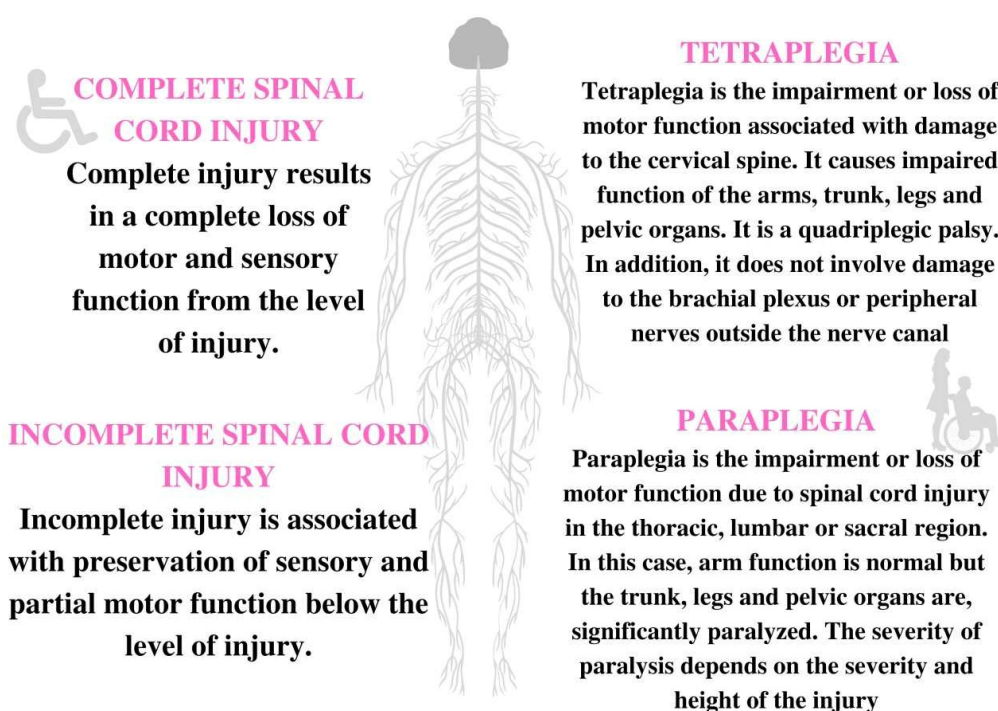 COMPLETE SPINAL
CORD INJURY
Complete injury results
in a complete loss of
motor and sensory
function from the level
of injury.
INCOMPLETE SPINAL CORD
INJURY
Incomplete injury is associated
with preservation of sensory and
partial motor function below the
level of injury.
TETRAPLEGIA
Tetraplegia is the impairment or loss of
motor function associated with damage
to the cervical spine. It causes impaired
function of the arms, trunk, legs and
pelvic organs. It is a quadriplegic palsy.
In addition, it does not involve damage
to the brachial plexus or peripheral
nerves outside the nerve canal
PARAPLEGIA
Paraplegia is the impairment or loss of
motor function due to spinal cord injury
in the thoracic, lumbar or sacral region.
In this case, arm function is normal but
the trunk, legs and pelvic organs are,
significantly paralyzed. The severity of
paralysis depends on the severity and
height of the injury